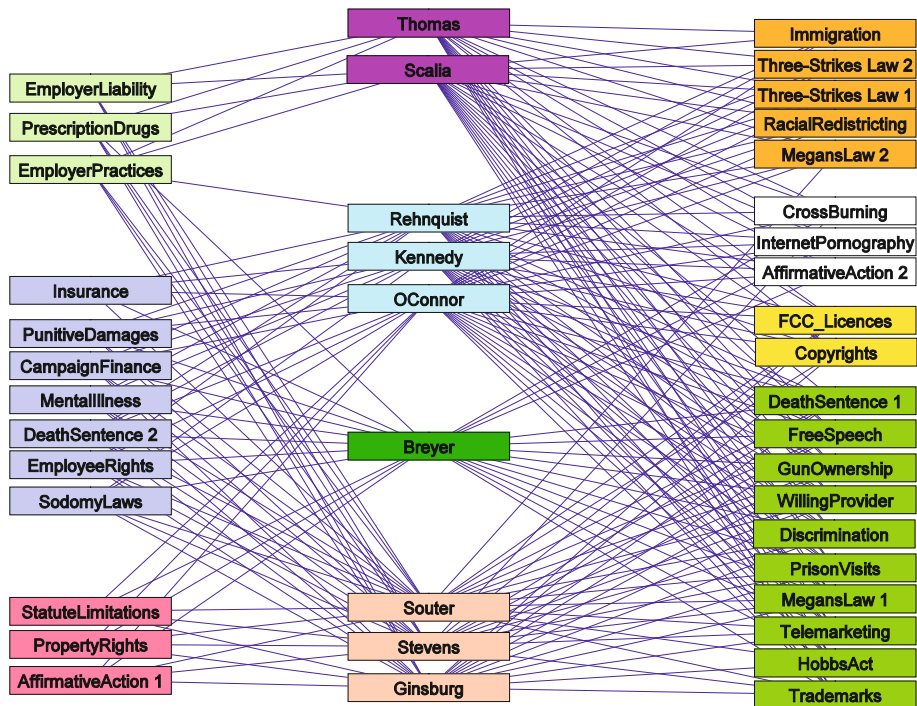 EmployerLiability
PrescriptionDrugs
EmployerPractices
Insurance
PunitiveDamages
CampaignFinance
MentalIllness
DeathSentence 2
EmployeeRights
SodomyLaws
StatuteLimitations
PropertyRights
AffirmativeAction 1
Thomas
Scalia
Rehnquist
Kennedy
OConnor
Breyer
Souter
Stevens
Ginsburg
Immigration
Three-Strikes Law 2
Three-Strikes Law 1
RacialRedistricting
MegansLaw 2
CrossBurning
InternetPornography
AffirmativeAction 2
FCC_Licences
Copyrights
DeathSentence 1
FreeSpeech
GunOwnership
WillingProvider
Discrimination
PrisonVisits
MegansLaw 1
Telemarketing
HobbsAct
Trademarks